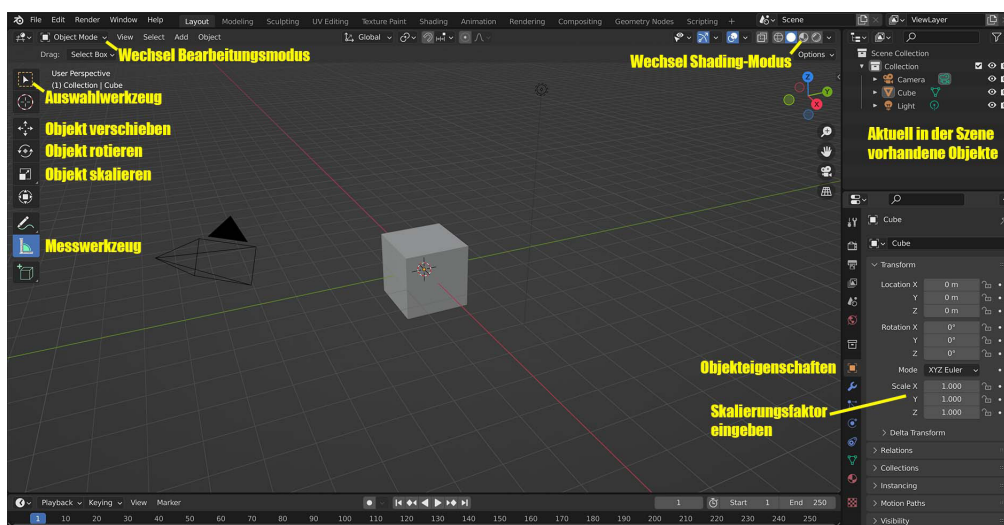 File Edit Render Window Help Layout Modeling Sculpting UV Editing Texture Paint Shading Animation Rendering Compositing Geometry Nodes Scripting + Scene ViewLayer
Object Mode View Select Add Object Global
Drag: Select Box Options
Wechsel Bearbeitungsmodus
Wechsel Shading-Modus
User Perspective
(1) Collection | Cube
Auswahlwerkzeug
Objekt verschieben
Objekt rotieren
Objekt skalieren
Messwerkzeug
Y
X
Scene Collection
Collection
Camera
Cube
Light
Aktuell in der Szene
vorhandene Objekte
Cube
Cube
Transform
Location X 0 m
Y 0 m
Z 0 m
Rotation X 0°
Y 0°
Z 0°
Mode XYZ Euler
Objekteigenschaften
Scale X 1.000
Y 1.000
Z 1.000
Skalierungsfaktor
eingeben
Delta Transform
Relations
Collections
Instancing
Motion Paths
Visibility
Playback Keying View Marker 1 Start 1 End 250
1 10 20 30 40 50 60 70 80 90 100 110 120 130 140 150 160 170 180 190 200 210 220 230 240 250